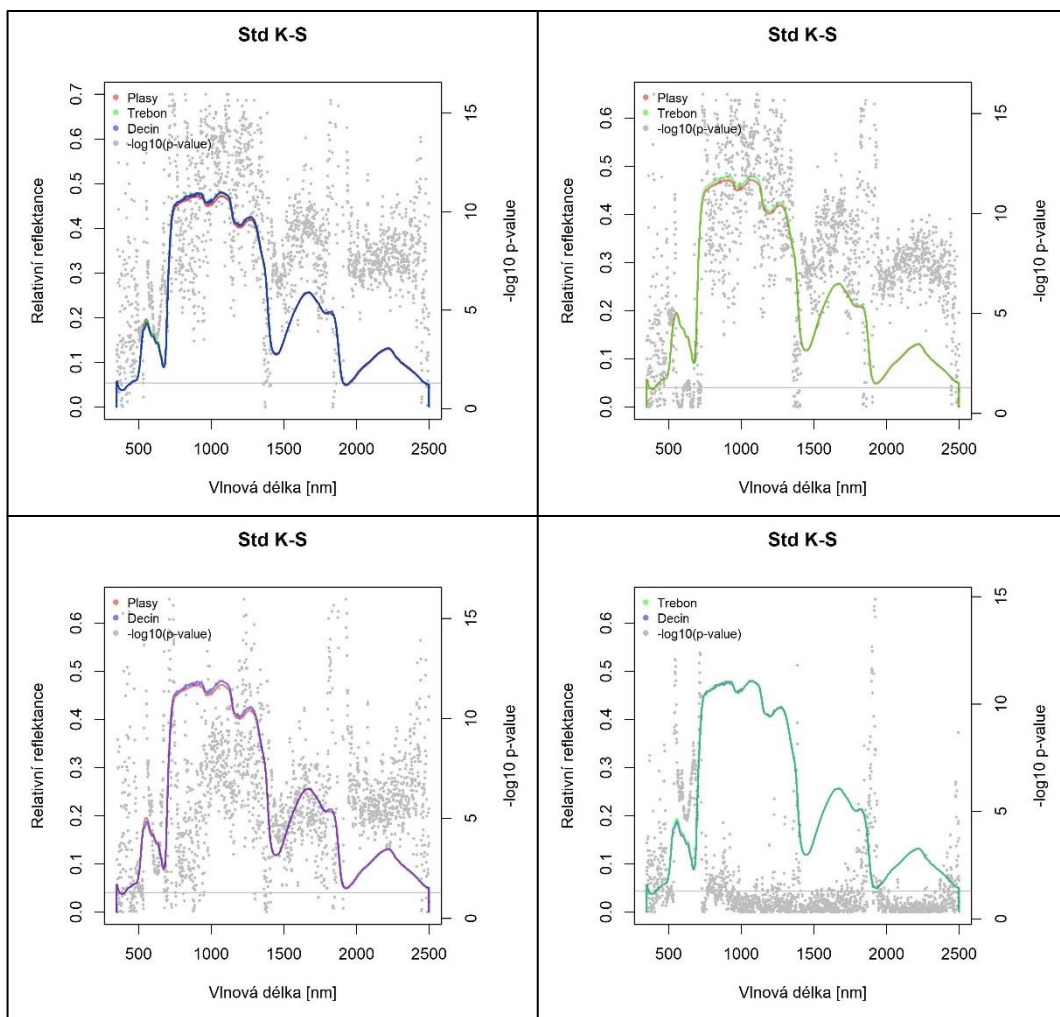 Std K-S
Plasy
Trebon
Decin
-log10(p-value)
0.7
0.6
0.5
0.4
0.3
0.2
0.1
0.0
Relativní reflektance
15
10
5
0
-log10 p-value
500 1000 1500 2000 2500
Vlnová délka [nm]
Std K-S
Plasy
Trebon
-log10(p-value)
0.6
0.5
0.4
0.3
0.2
0.1
0.0
Relativní reflektance
15
10
5
0
-log10 p-value
500 1000 1500 2000 2500
Vlnová délka [nm]
Std K-S
Plasy
Decin
-log10(p-value)
0.6
0.5
0.4
0.3
0.2
0.1
0.0
Relativní reflektance
15
10
5
0
-log10 p-value
500 1000 1500 2000 2500
Vlnová délka [nm]
Std K-S
Trebon
Decin
-log10(p-value)
0.6
0.5
0.4
0.3
0.2
0.1
0.0
Relativní reflektance
15
10
5
0
-log10 p-value
500 1000 1500 2000 2500
Vlnová délka [nm]